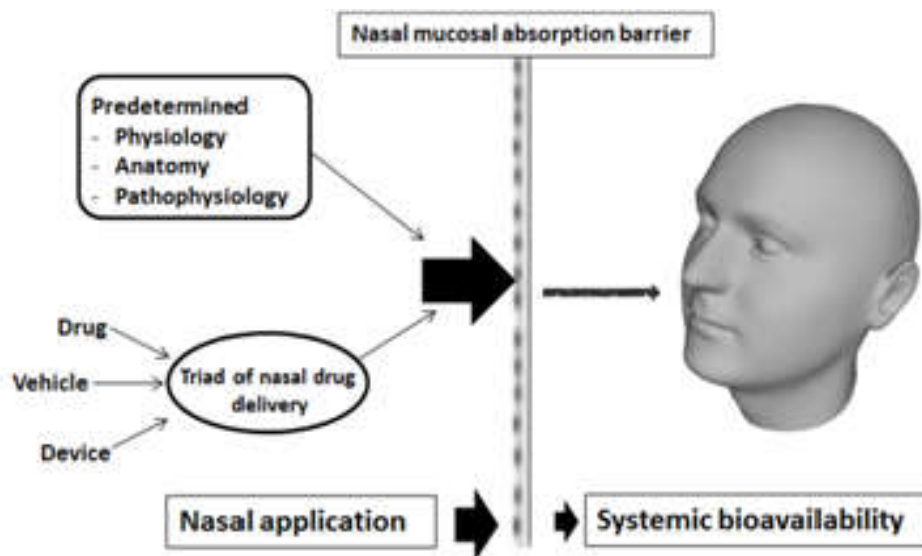 Nasal mucosal absorption barrier
Predetermined
- Physiology
- Anatomy
- Pathophysiology
Drug
Vehicle
Device
Triad of nasal drug
delivery
Nasal application
Systemic bioavailability